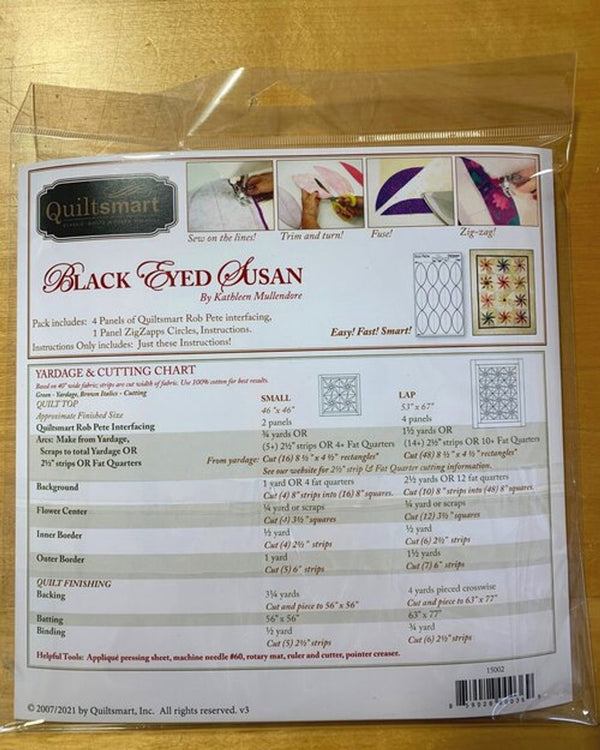 Quiltsmart
Sew on the lines!
Trim and turn!
Fuse!
Zig-zag!
BLACK EYED SUSAN
By Kathleen Mullendore
Pack includes: 4 Panels of Quiltsmart Rob Pete interfacing,
1 Panel ZigZapps Circles, Instructions.
Instructions Only includes: Just these Instructions!
Easy! Fast! Smart!
YARDAGE & CUTTING CHART
Based on 40" wide fabric; strips are cut width of fabric. Use 100% cotton for best results.
Green - Yardage, Brown Italics - Cutting
QUILT TOP SMALL LAP
Approximate Finished Size 46" x 46" 53" x 67"
Quiltsmart Rob Pete Interfacing 2 panels 4 panels
Arcs: Make from Yardage, ¾ yards OR 1½ yards OR
Scraps to total Yardage OR (5+) 2½" strips OR 4+ Fat Quarters (14+) 2½" strips OR 10+ Fat Quarters
2½" strips OR Fat Quarters From yardage: Cut (16) 8 ½" x 4 ½" rectangles" Cut (48) 8 ½" x 4 ½" rectangles"
See our website for 2½" strip & Fat Quarter cutting information.
Background 1 yard OR 4 fat quarters 2½ yards OR 12 fat quarters
Cut (4) 8" strips into (16) 8" squares. Cut (10) 8" strips into (48) 8" squares.
Flower Center ¼ yard or scraps ¼ yard or scraps
Cut (4) 3½" squares Cut (12) 3½" squares
Inner Border ½ yard ½ yard
Cut (4) 2½" strips Cut (6) 2½" strips
Outer Border 1 yard 1½ yards
Cut (5) 6" strips Cut (7) 6" strips
QUILT FINISHING
Backing 3¼ yards 4 yards pieced crosswise
Cut and piece to 56" x 56" Cut and piece to 63" x 77"
Batting 56" x 56" 63" x 77"
Binding ½ yard ¾ yard
Cut (5) 2½" strips Cut (6) 2½" strips
Helpful Tools: Appliqué pressing sheet, machine needle #60, rotary mat, ruler and cutter, pointer creaser.
15002
© 2007/2021 by Quiltsmart, Inc. All rights reserved. v3